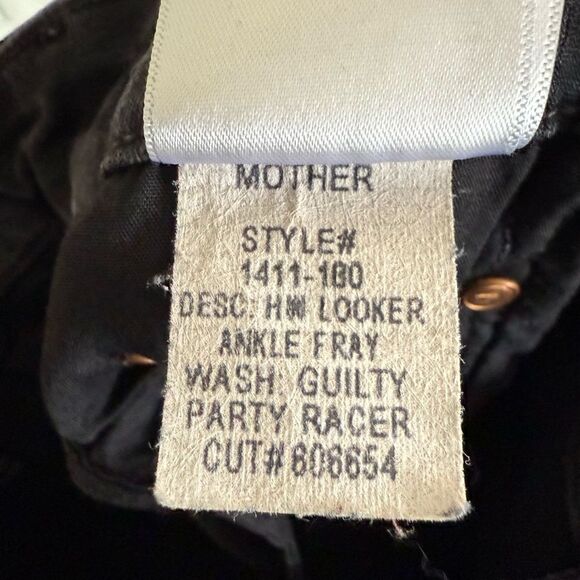 MOTHER
STYLE#
1411-180
DESC: HW LOOKER
ANKLE FRAY
WASH: GUILTY
PARTY RACER
CUT# 606654